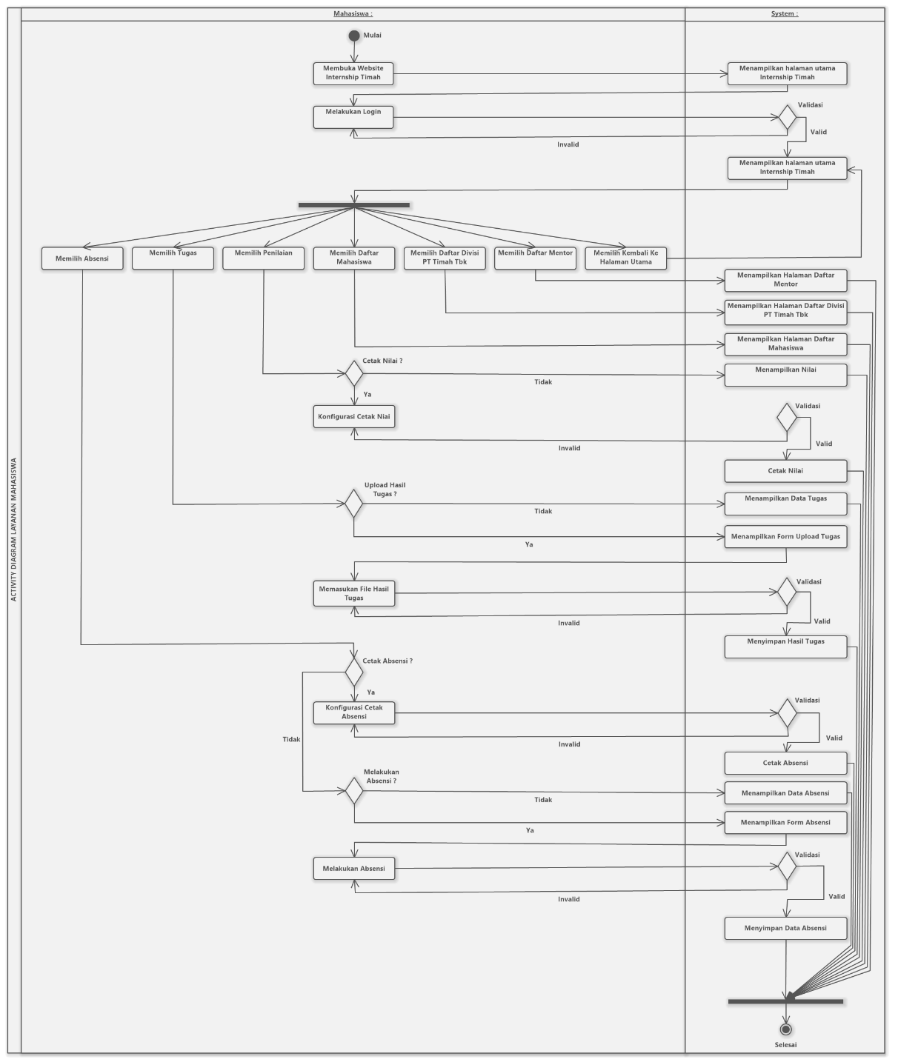 Mahasiswa :
System :
Mulai
Membuka Website
Internship Timah
Menampilkan halaman utama
Internship Timah
Melakukan Login
Validasi
Valid
Invalid
Menampilkan halaman utama
Internship Timah
Memilih Absensi
Memilih Tugas
Memilih Penilaian
Memilih Daftar
Mahasiswa
Memilih Daftar Divisi
PT Timah Tbk
Memilih Daftar Mentor
Memilih Kembali Ke
Halaman Utama
Menampilkan Halaman Daftar
Mentor
Menampilkan Halaman Daftar Divisi
PT Timah Tbk
Menampilkan Halaman Daftar
Mahasiswa
Cetak Nilai ?
Tidak
Menampilkan Nilai
Ya
Konfigurasi Cetak Niai
Validasi
Valid
Invalid
Cetak Nilai
Upload Hasil
Tugas ?
Tidak
Menampilkan Data Tugas
Ya
Menampilkan Form Upload Tugas
Memasukan File Hasil
Tugas
Validasi
Valid
Invalid
Menyimpan Hasil Tugas
Cetak Absensi ?
Ya
Tidak
Konfigurasi Cetak
Absensi
Validasi
Valid
Invalid
Cetak Absensi
Melakukan
Absensi ?
Tidak
Menampilkan Data Absensi
Ya
Menampilkan Form Absensi
Melakukan Absensi
Validasi
Valid
Invalid
Menyimpan Data Absensi
Selesai
ACTIVITY DIAGRAM LAYANAN MAHASISWA